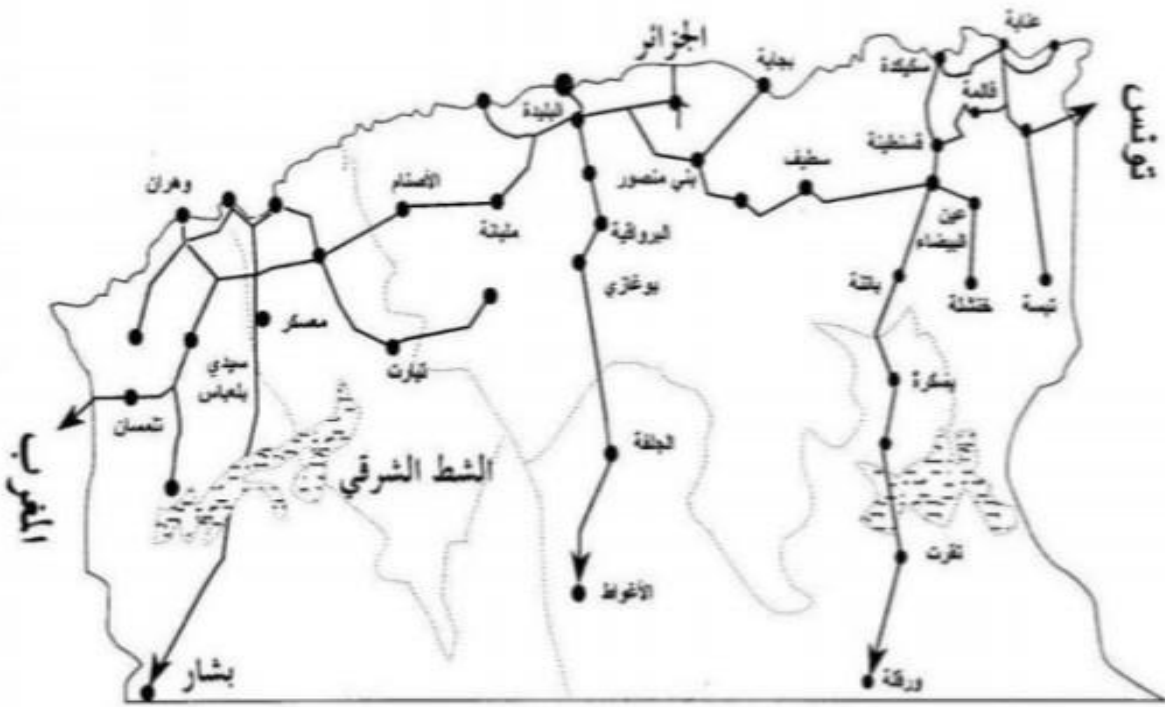 عنابة
الجزائر
سكيكدة
بجاية
قالمة
تونس
البليدة
قسنطينة
سطيف
بني منصور
وهران
الأصنام
مليانة
البرواقية
عين
البيضاء
بوغازي
باتنة
خنشلة
تبسة
معسكر
سيدي
بلعباس
تيارت
بسكرة
تلمسان
المغرب
الجلفة
الشط الشرقي
تقرت
الأغواط
بشار
ورقلة